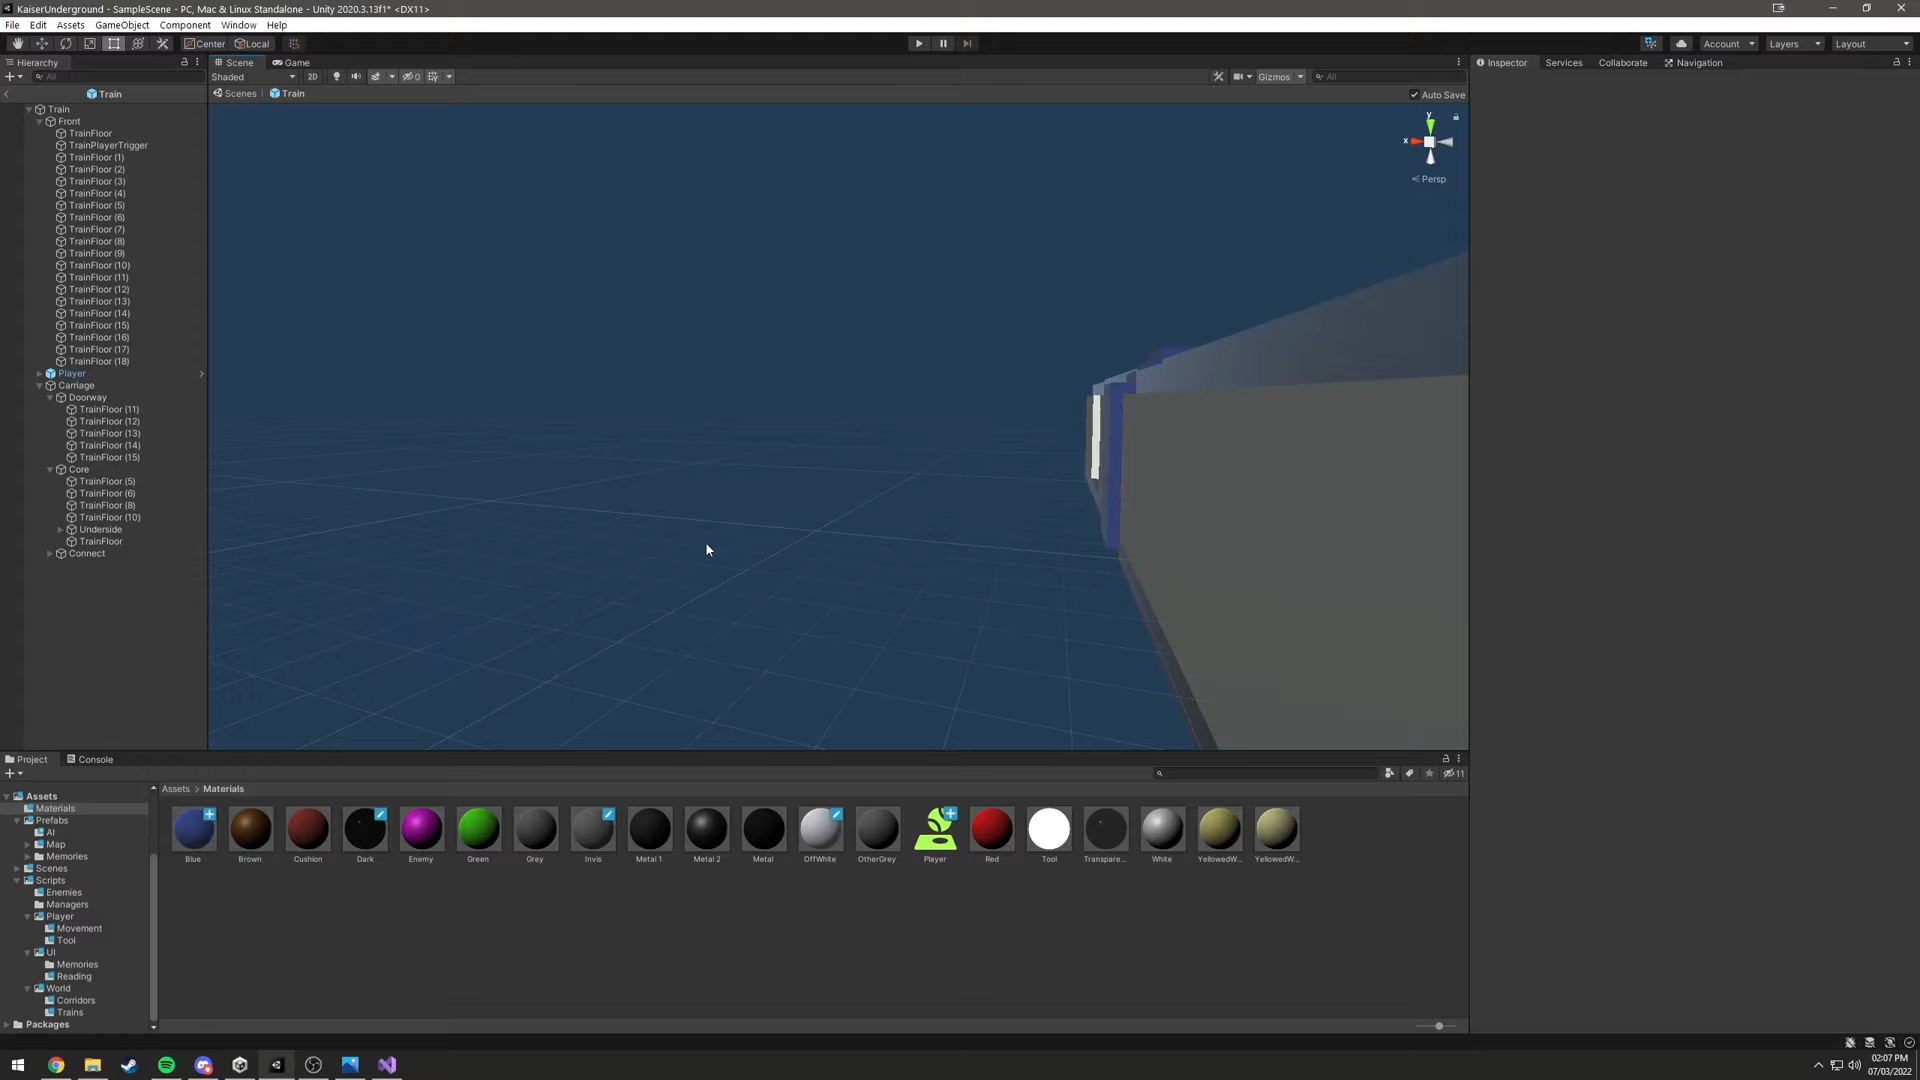 KaiserUnderground - SampleScene - PC, Mac & Linux Standalone - Unity 2020.3.13f1* <DX11>
File Edit Assets GameObject Component Window Help
Center Local Account Layers Layout
Hierarchy Scene Game Inspector Services Collaborate Navigation
All Shaded 2D 0 Gizmos All
Train Scenes Train Auto Save
Train
Front
TrainFloor
TrainPlayerTrigger
TrainFloor (1)
TrainFloor (2)
TrainFloor (3)
TrainFloor (4)
TrainFloor (5)
TrainFloor (6)
TrainFloor (7)
TrainFloor (8)
TrainFloor (9)
TrainFloor (10)
TrainFloor (11)
TrainFloor (12)
TrainFloor (13)
TrainFloor (14)
TrainFloor (15)
TrainFloor (16)
TrainFloor (17)
TrainFloor (18)
Player
Carriage
Doorway
TrainFloor (11)
TrainFloor (12)
TrainFloor (13)
TrainFloor (14)
TrainFloor (15)
Core
TrainFloor (5)
TrainFloor (6)
TrainFloor (8)
TrainFloor (10)
Underside
TrainFloor
Connect
y
x
Persp
Project Console
11
Assets
Materials
Prefabs
AI
Map
Memories
Scenes
Scripts
Enemies
Managers
Player
Movement
Tool
UI
Memories
Reading
World
Corridors
Trains
Packages
Assets Materials
Blue Brown Cushion Dark Enemy Green Grey Invis Metal 1 Metal 2 Metal OffWhite OtherGrey Player Red Tool Transpare... White YellowedW... YellowedW...
02:07 PM
07/03/2022